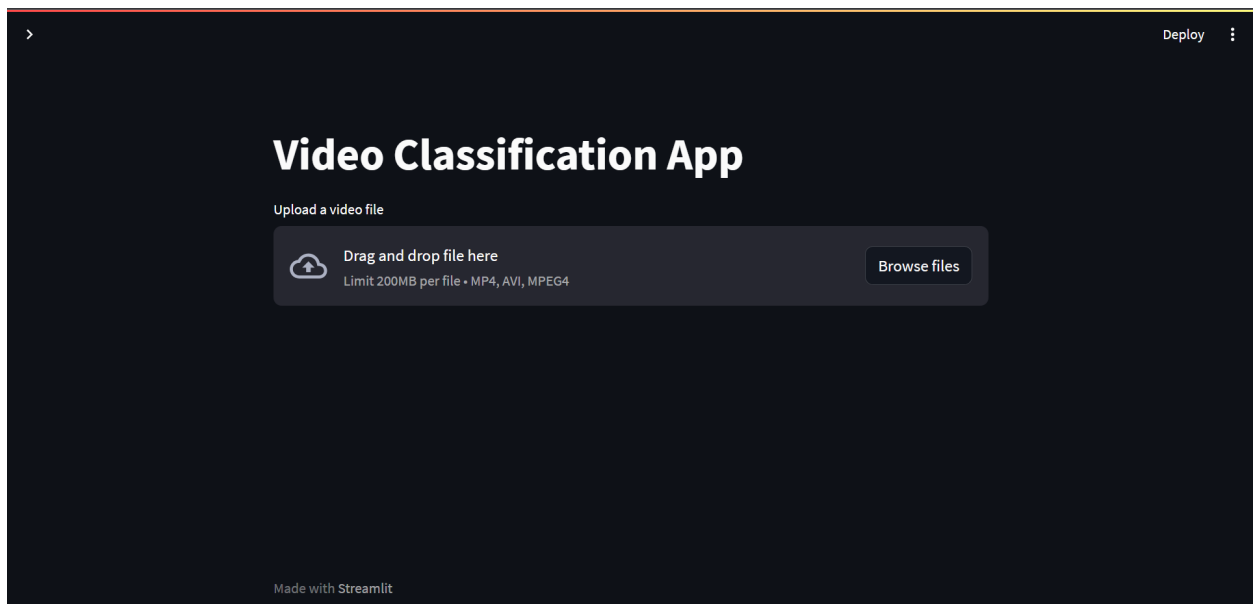 Deploy
Video Classification App
Upload a video file
Drag and drop file here
Limit 200MB per file • MP4, AVI, MPEG4
Browse files
Made with Streamlit